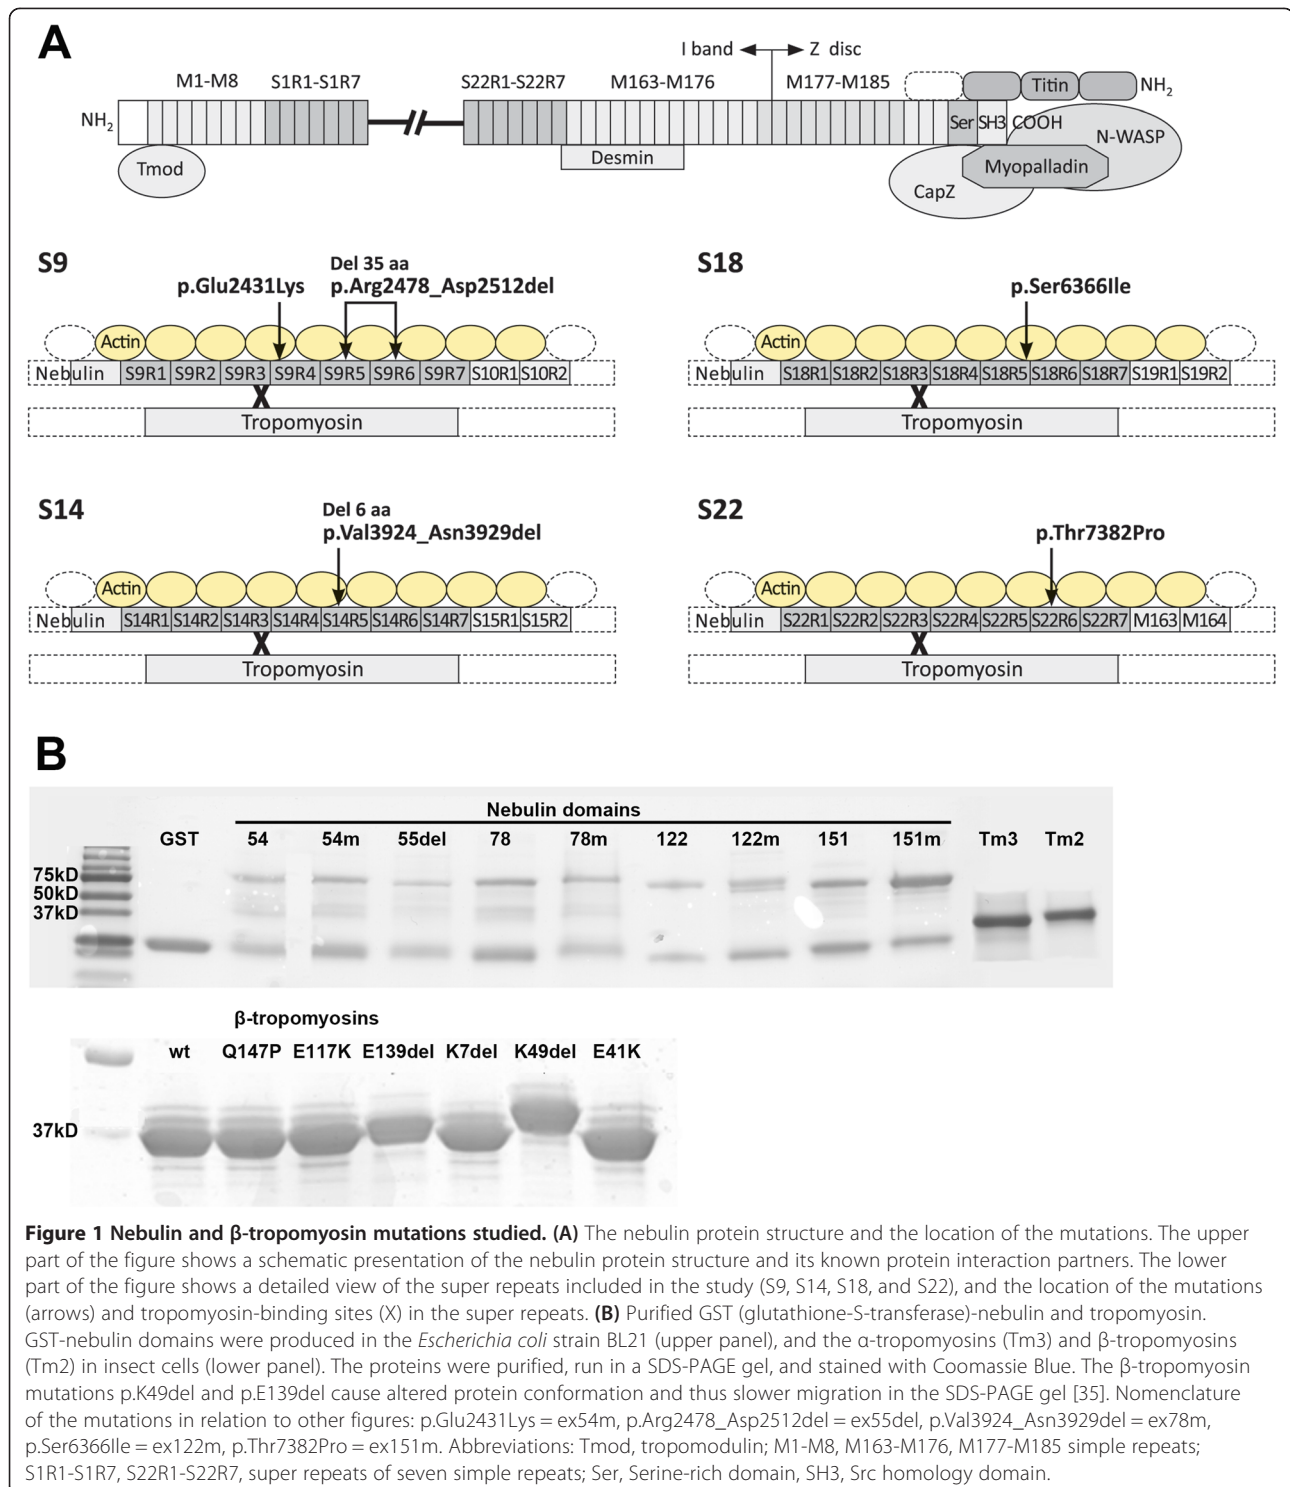 A
I band Z disc
M1-M8 S1R1-S1R7 S22R1-S22R7 M163-M176 M177-M185
NH2 Titin NH2
Ser SH3 COOH
N-WASP
Desmin
Tmod
Myopalladin
CapZ
S9
Del 35 aa
p.Glu2431Lys p.Arg2478_Asp2512del
Actin
Nebulin S9R1 S9R2 S9R3 S9R4 S9R5 S9R6 S9R7 S10R1 S10R2
X
Tropomyosin
S18
p.Ser6366Ile
Actin
Nebulin S18R1 S18R2 S18R3 S18R4 S18R5 S18R6 S18R7 S19R1 S19R2
X
Tropomyosin
S14
Del 6 aa
p.Val3924_Asn3929del
Actin
Nebulin S14R1 S14R2 S14R3 S14R4 S14R5 S14R6 S14R7 S15R1 S15R2
X
Tropomyosin
S22
p.Thr7382Pro
Actin
Nebulin S22R1 S22R2 S22R3 S22R4 S22R5 S22R6 S22R7 M163 M164
X
Tropomyosin
B
Nebulin domains
GST 54 54m 55del 78 78m 122 122m 151 151m Tm3 Tm2
75kD
50kD
37kD
β-tropomyosins
wt Q147P E117K E139del K7del K49del E41K
37kD
Figure 1 Nebulin and β-tropomyosin mutations studied. (A) The nebulin protein structure and the location of the mutations. The upper
part of the figure shows a schematic presentation of the nebulin protein structure and its known protein interaction partners. The lower
part of the figure shows a detailed view of the super repeats included in the study (S9, S14, S18, and S22), and the location of the mutations
(arrows) and tropomyosin-binding sites (X) in the super repeats. (B) Purified GST (glutathione-S-transferase)-nebulin and tropomyosin.
GST-nebulin domains were produced in the Escherichia coli strain BL21 (upper panel), and the α-tropomyosins (Tm3) and β-tropomyosins
(Tm2) in insect cells (lower panel). The proteins were purified, run in a SDS-PAGE gel, and stained with Coomassie Blue. The β-tropomyosin
mutations p.K49del and p.E139del cause altered protein conformation and thus slower migration in the SDS-PAGE gel [35]. Nomenclature
of the mutations in relation to other figures: p.Glu2431Lys = ex54m, p.Arg2478_Asp2512del = ex55del, p.Val3924_Asn3929del = ex78m,
p.Ser6366Ile = ex122m, p.Thr7382Pro = ex151m. Abbreviations: Tmod, tropomodulin; M1-M8, M163-M176, M177-M185 simple repeats;
S1R1-S1R7, S22R1-S22R7, super repeats of seven simple repeats; Ser, Serine-rich domain, SH3, Src homology domain.